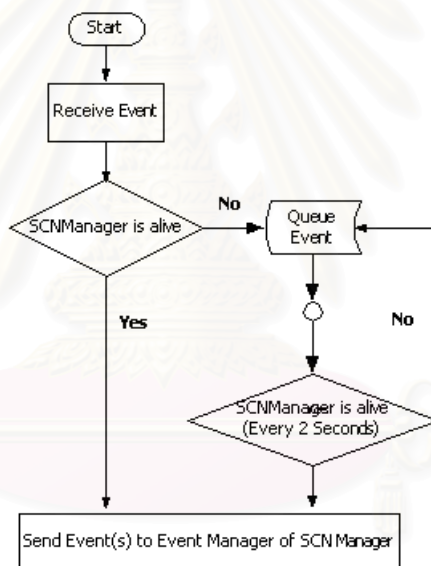 Start
Receive Event
SCNManager is alive
No
Queue
Event
Yes
No
SCNManager is alive
(Every 2 Seconds)
Send Event(s) to Event Manager of SCN Manager